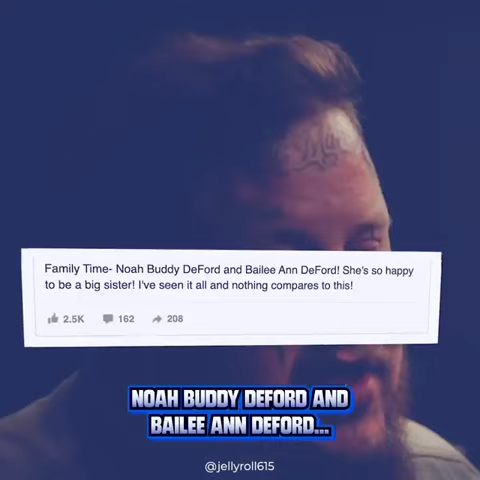 Family Time- Noah Buddy DeFord and Bailee Ann DeFord! She's so happy
to be a big sister! I've seen it all and nothing compares to this!
2.5K 162 208
NOAH BUDDY DEFORD AND
BAILEE ANN DEFORD...
@jellyroll615